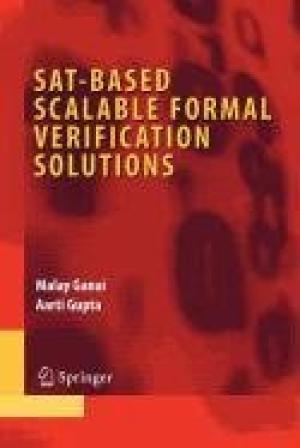 SAT-BASED
SCALABLE FORMAL
VERIFICATION
SOLUTIONS
Malay Ganai
Aarti Gupta
Springer